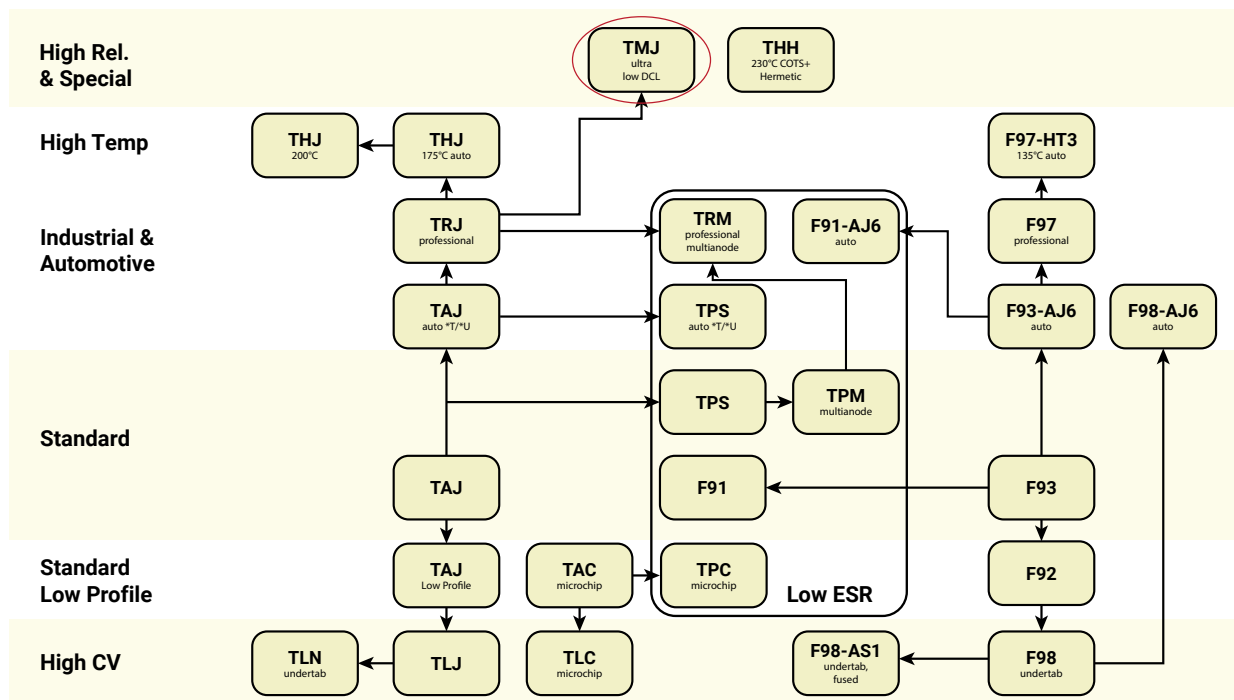 High Rel.
& Special
TMJ
ultra
low DCL
THH
230°C COTS+
Hermetic
High Temp
THJ
200°C
THJ
175°C auto
F97-HT3
135°C auto
Industrial &
Automotive
TRJ
professional
TRM
professional
multianode
F91-AJ6
auto
F97
professional
TAJ
auto *T/*U
TPS
auto *T/*U
F93-AJ6
auto
F98-AJ6
auto
Standard
TPS
TPM
multianode
TAJ
F91
F93
Standard
Low Profile
TAJ
Low Profile
TAC
microchip
TPC
microchip
Low ESR
F92
High CV
TLN
undertab
TLJ
TLC
microchip
F98-AS1
undertab,
fused
F98
undertab